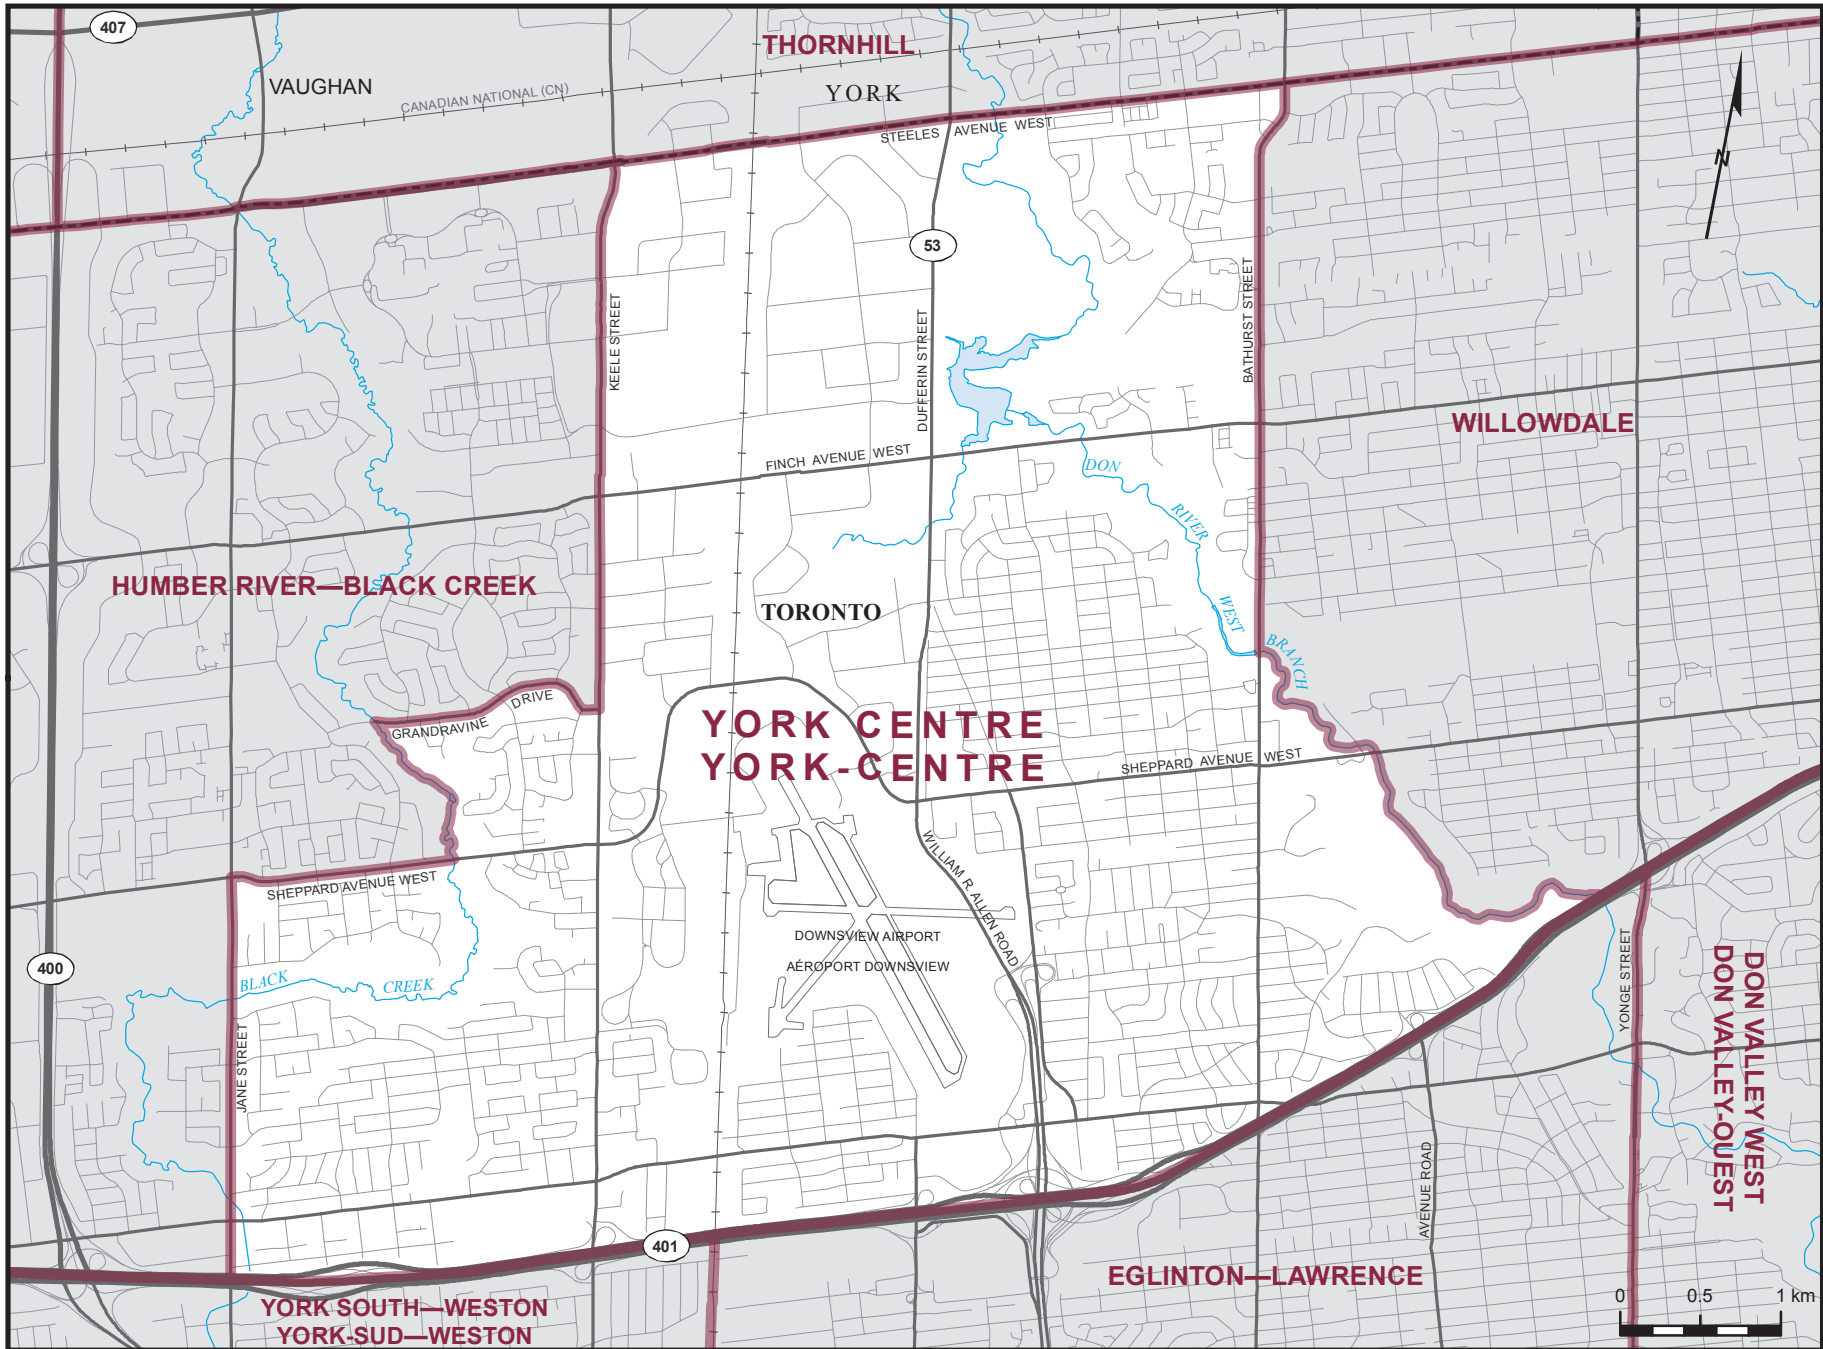 407
THORNHILL
VAUGHAN
CANADIAN NATIONAL (CN)
YORK
STEELES AVENUE WEST
N
53
KEELE STREET
DUFFERIN STREET
BATHURST STREET
WILLOWDALE
FINCH AVENUE WEST
DON
RIVER
WEST
BRANCH
HUMBER RIVER—BLACK CREEK
TORONTO
GRANDRAVINE DRIVE
YORK CENTRE
YORK-CENTRE
SHEPPARD AVENUE WEST
SHEPPARD AVENUE WEST
WILLIAM R. ALLEN ROAD
DOWNSVIEW AIRPORT
AÉROPORT DOWNSVIEW
400
BLACK CREEK
JANE STREET
YONGE STREET
DON VALLEY WEST
DON VALLEY-OUEST
AVENUE ROAD
401
EGLINTON—LAWRENCE
YORK SOUTH—WESTON
YORK-SUD—WESTON
0 0.5 1 km